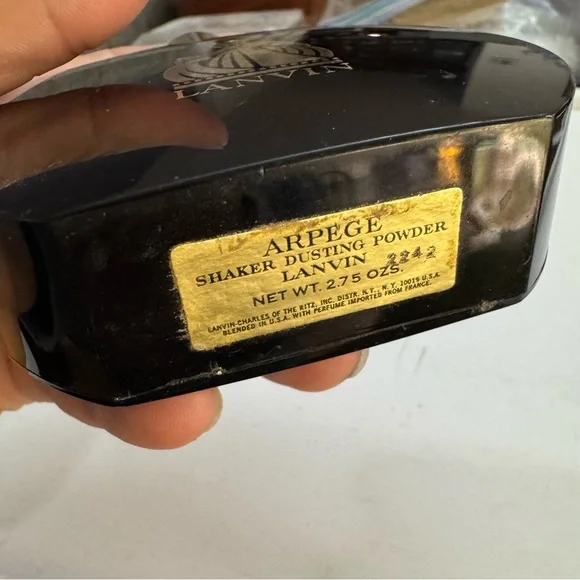 LANVIN
ARPEGE
SHAKER DUSTING POWDER
LANVIN 2242
NET WT. 2.75 OZS.
LANVIN-CHARLES OF THE RITZ, INC. DISTR. N.Y., N.Y. 10019 U.S.A.
BLENDED IN U.S.A. WITH PERFUME IMPORTED FROM FRANCE.